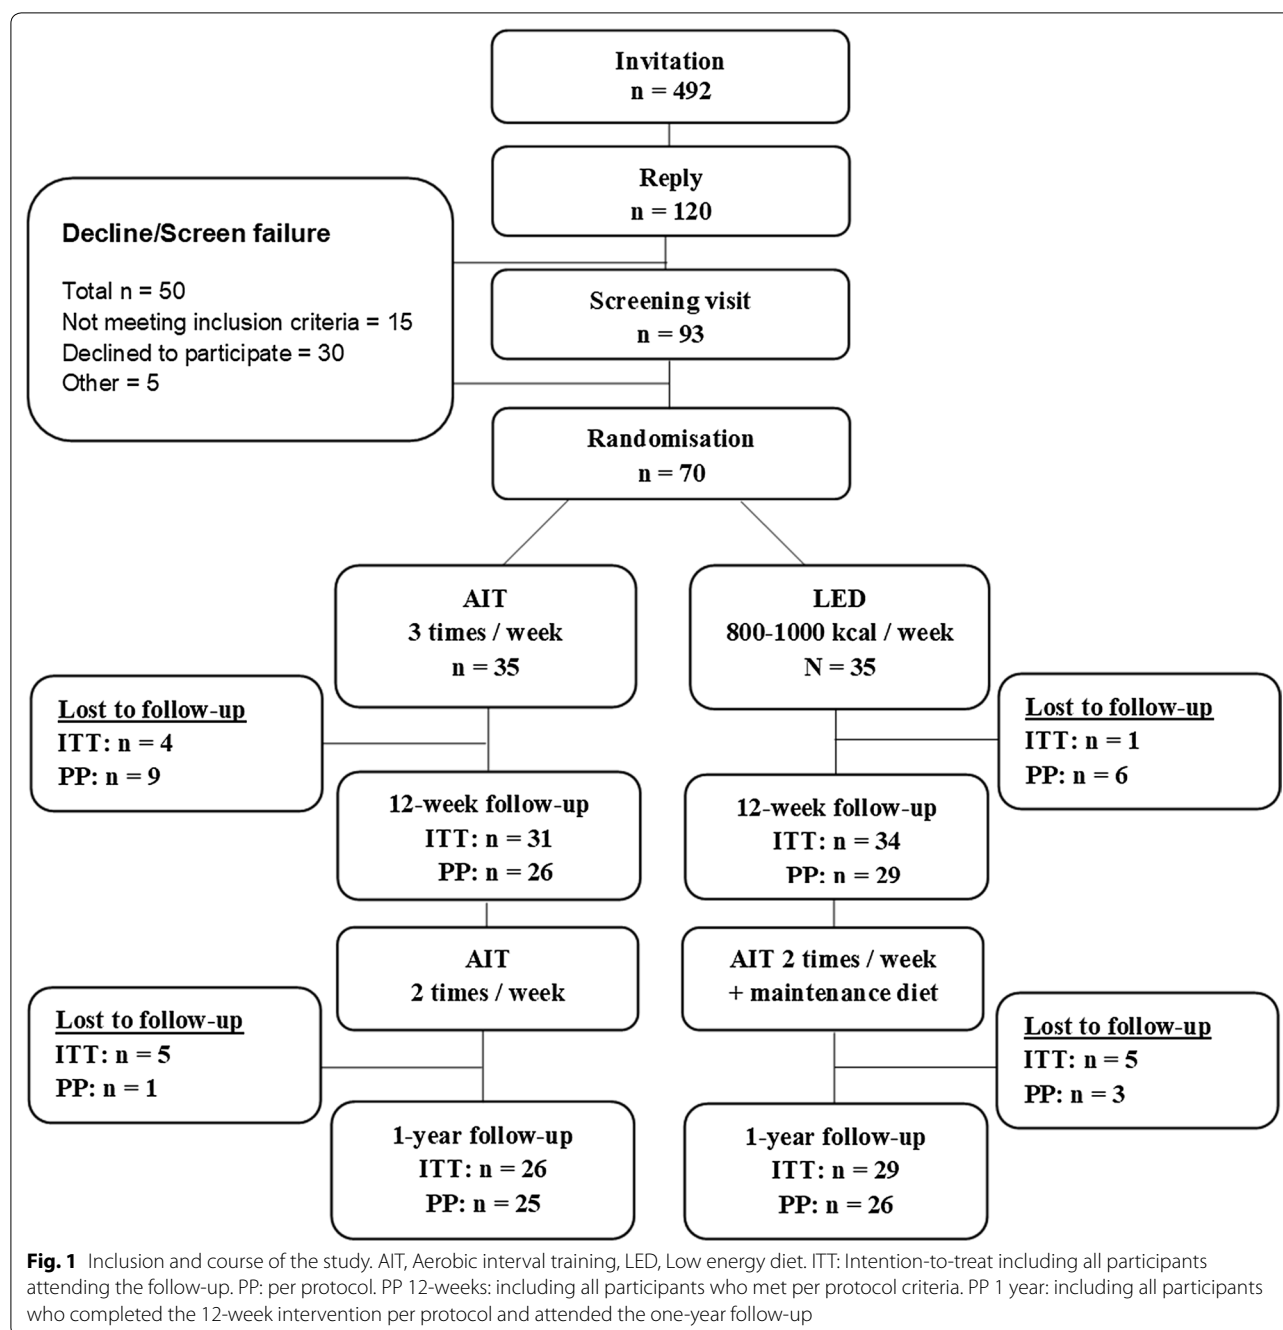 Invitation
n = 492
Reply
n = 120
Decline/Screen failure
Total n = 50
Not meeting inclusion criteria = 15
Declined to participate = 30
Other = 5
Screening visit
n = 93
Randomisation
n = 70
AIT
3 times / week
n = 35
LED
800-1000 kcal / week
N = 35
Lost to follow-up
ITT: n = 4
PP: n = 9
Lost to follow-up
ITT: n = 1
PP: n = 6
12-week follow-up
ITT: n = 31
PP: n = 26
12-week follow-up
ITT: n = 34
PP: n = 29
AIT
2 times / week
AIT 2 times / week
+ maintenance diet
Lost to follow-up
ITT: n = 5
PP: n = 1
Lost to follow-up
ITT: n = 5
PP: n = 3
1-year follow-up
ITT: n = 26
PP: n = 25
1-year follow-up
ITT: n = 29
PP: n = 26
Fig. 1 Inclusion and course of the study. AIT, Aerobic interval training, LED, Low energy diet. ITT: Intention-to-treat including all participants
attending the follow-up. PP: per protocol. PP 12-weeks: including all participants who met per protocol criteria. PP 1 year: including all participants
who completed the 12-week intervention per protocol and attended the one-year follow-up